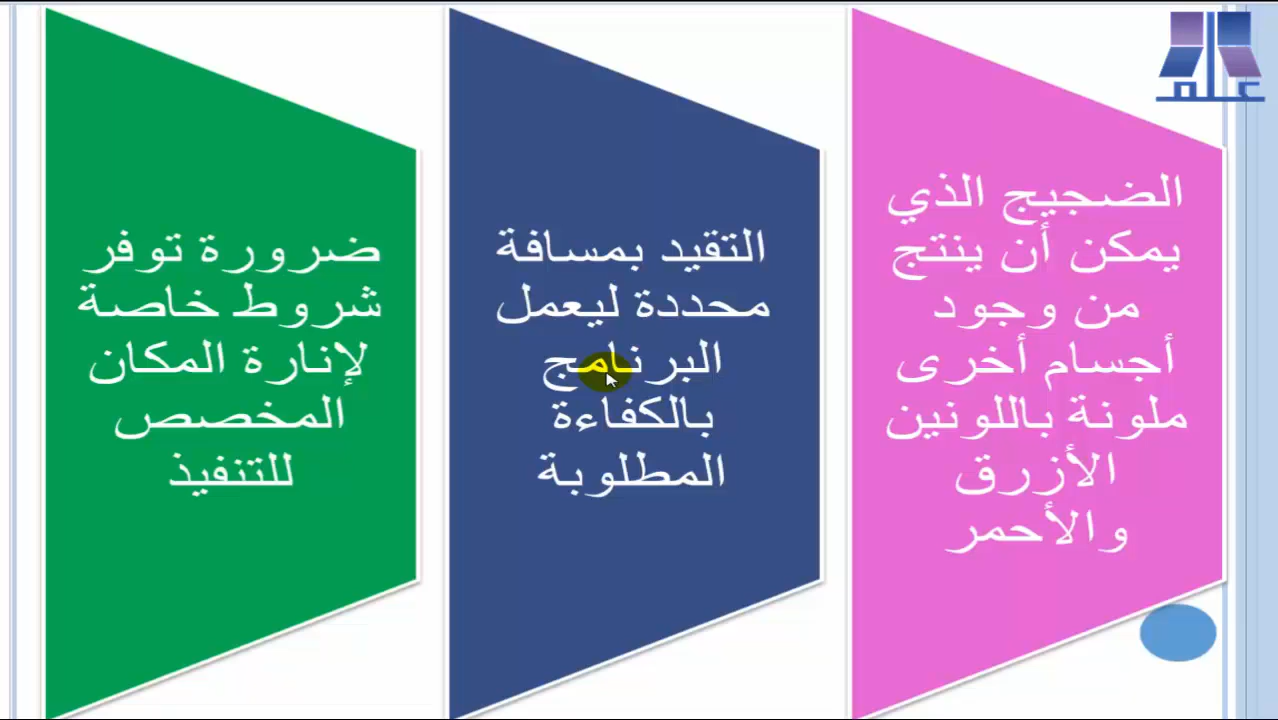 علم
الضجيج الذي
يمكن أن ينتج
من وجود
أجسام أخرى
ملونة باللونين
الأزرق
والأحمر
التقيد بمسافة
محددة ليعمل
البرنامج
بالكفاءة
المطلوبة
ضرورة توفر
شروط خاصة
لإنارة المكان
المخصص
للتنفيذ